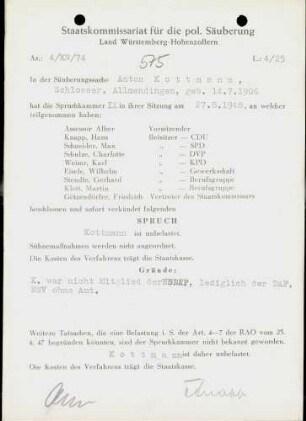 Staatskommissariat für die pol. Säuberung
Land Württemberg-Hohenzollern
Az.: 4/KR/74
575
L: 4/25
In der Säuberungssache Anton Kottmann,
Schlosser, Allmendingen, geb. 14.7.1906
hat die Spruchkammer II in ihrer Sitzung am 27.8.1948, an welcher
teilgenommen haben:
Assessor Alber Vorsitzender
Knapp, Hans Beisitzer — CDU
Schneider, Max „ — SPD
Schulze, Charlotte „ — DVP
Weimer, Karl „ — KPD
Eisele, Wilhelm „ — Gewerkschaft
Stendle, Gerhard „ — Berufsgruppe
Klott, Martin „ — Berufsgruppe
Götzendörfer, Friedrich Vertreter des Staatskommissars
beschlossen und sofort verkündet folgenden
SPRUCH
Kottmann ist unbelastet.
Sühnemaßnahmen werden nicht angeordnet.
Die Kosten des Verfahrens trägt die Staatskasse.
Gründe:
K. war nicht Mitglied der NSDAP, lediglich der DAF,
NSV ohne Amt.
Weitere Tatsachen, die eine Belastung i. S. der Art. 4—7 der RAO vom 25.
4. 47 begründen könnten, sind der Spruchkammer nicht bekannt geworden.
Kottmann ist daher unbelastet.
Die Kosten des Verfahrens trägt die Staatskasse.
Knapp